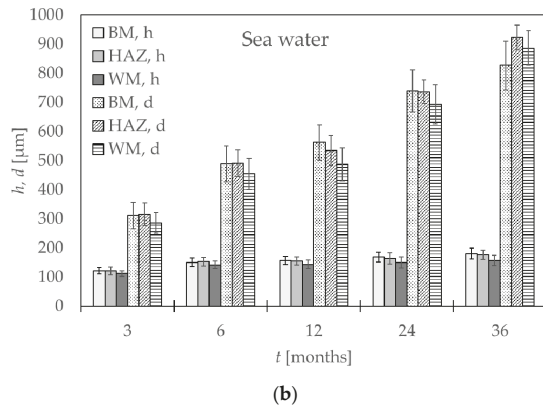 1000
900
800
700
600
500
400
300
200
100
0
h, d [µm]
Sea water
BM, h
HAZ, h
WM, h
BM, d
HAZ, d
WM, d
3 6 12 24 36
t [months]
(b)